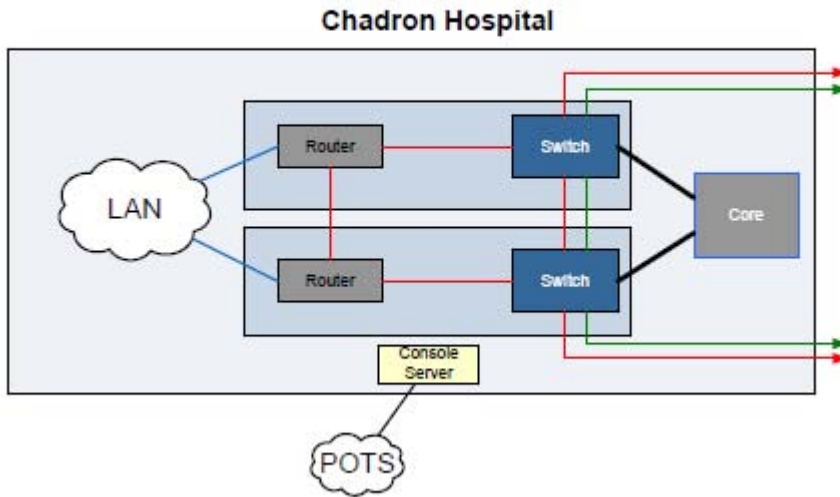 Chadron Hospital
Router
Switch
LAN
Core
Router
Switch
Console
Server
POTS